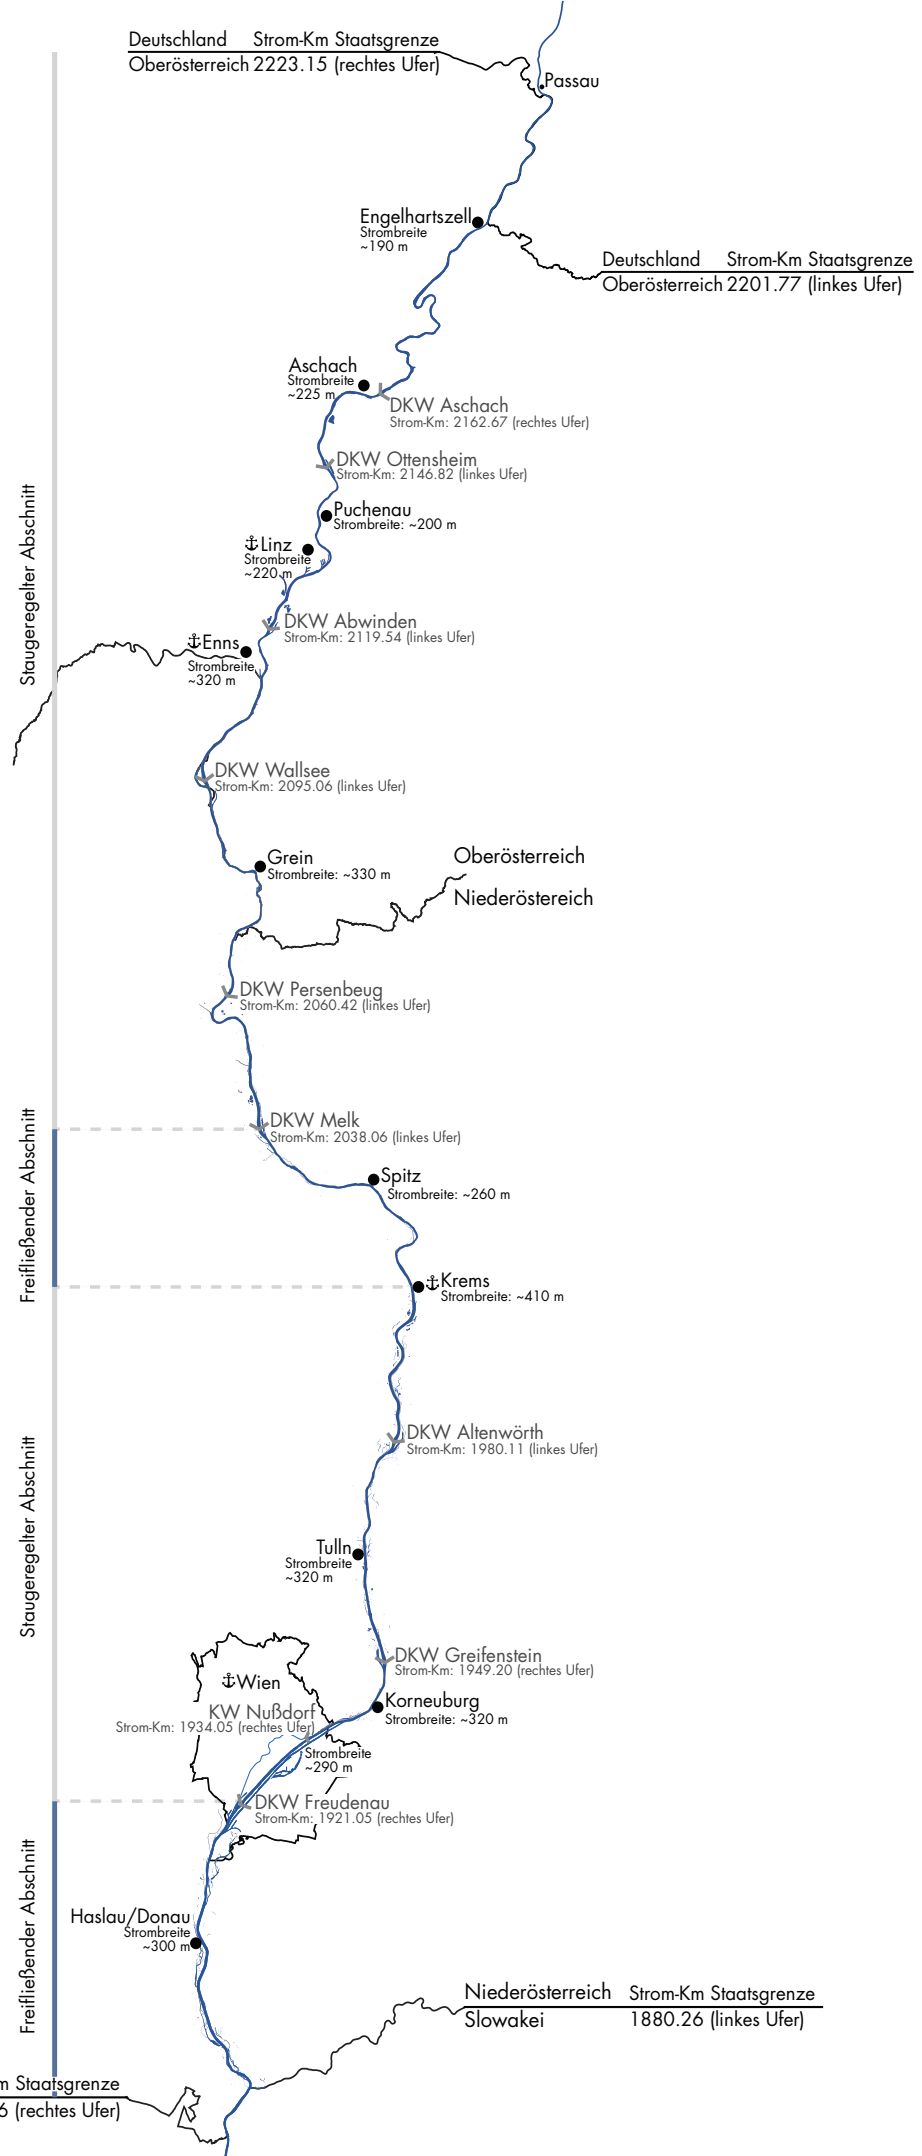 Deutschland Strom-Km Staatsgrenze
Oberösterreich 2223.15 (rechtes Ufer)
Passau
Engelhartszell
Strombreite
~190 m
Deutschland Strom-Km Staatsgrenze
Oberösterreich 2201.77 (linkes Ufer)
Aschach
Strombreite
~225 m
DKW Aschach
Strom-Km: 2162.67 (rechtes Ufer)
DKW Ottensheim
Strom-Km: 2146.82 (linkes Ufer)
Staugeregelter Abschnitt
Puchenau
Strombreite: ~200 m
Linz
Strombreite
~220 m
DKW Abwinden
Strom-Km: 2119.54 (linkes Ufer)
Enns
Strombreite
~320 m
DKW Wallsee
Strom-Km: 2095.06 (linkes Ufer)
Grein
Strombreite: ~330 m
Oberösterreich
Niederöstereich
DKW Persenbeug
Strom-Km: 2060.42 (linkes Ufer)
DKW Melk
Strom-Km: 2038.06 (linkes Ufer)
Freifließender Abschnitt
Spitz
Strombreite: ~260 m
Krems
Strombreite: ~410 m
DKW Altenwörth
Strom-Km: 1980.11 (linkes Ufer)
Staugeregelter Abschnitt
Tulln
Strombreite
~320 m
DKW Greifenstein
Strom-Km: 1949.20 (rechtes Ufer)
Wien
Korneuburg
Strombreite: ~320 m
KW Nußdorf
Strom-Km: 1934.05 (rechtes Ufer)
Strombreite
~290 m
DKW Freudenau
Strom-Km: 1921.05 (rechtes Ufer)
Freifließender Abschnitt
Haslau/Donau
Strombreite
~300 m
Niederösterreich Strom-Km Staatsgrenze
Slowakei 1880.26 (linkes Ufer)
m Staatsgrenze
6 (rechtes Ufer)